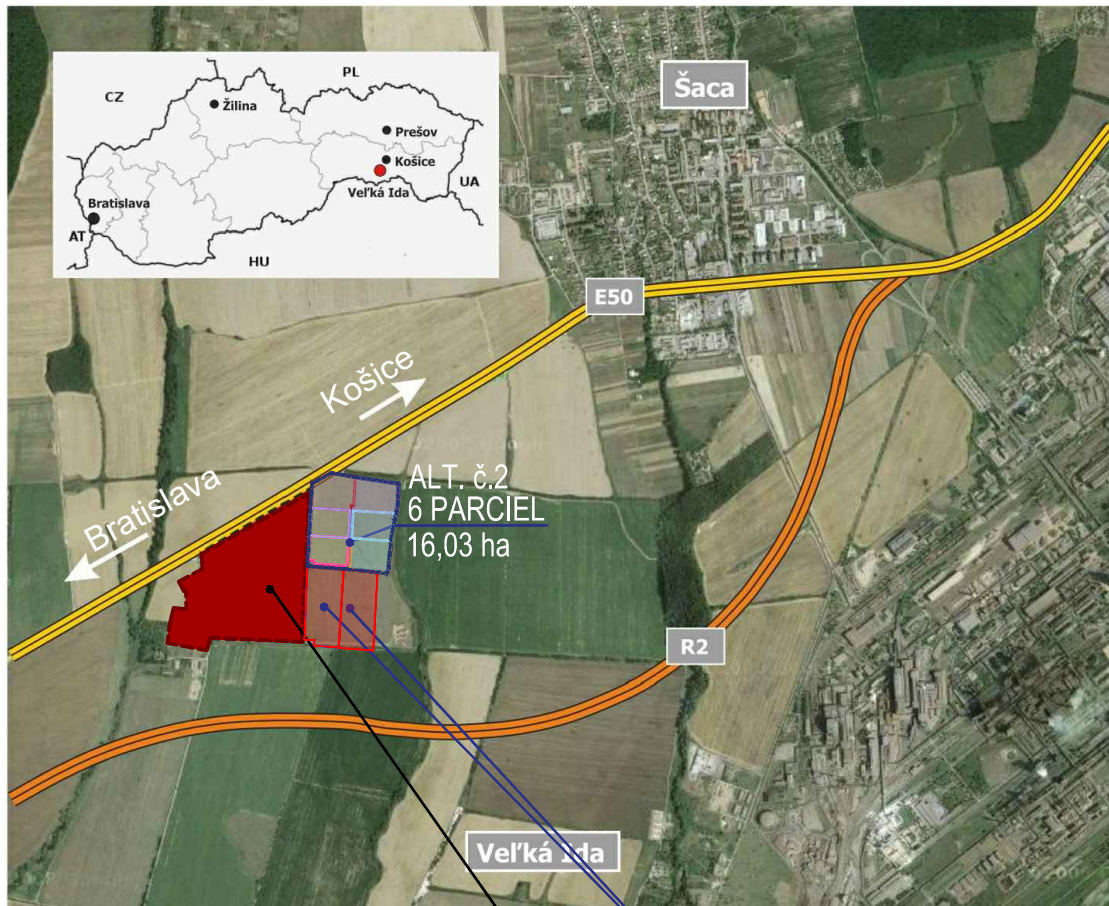 Šaca
PL
CZ
Žilina
Prešov
Košice
UA
Veľká Ida
Bratislava
AT
HU
E50
Košice
Bratislava
ALT. č.2
6 PARCIEL
16,03 ha
R2
Veľká Ida